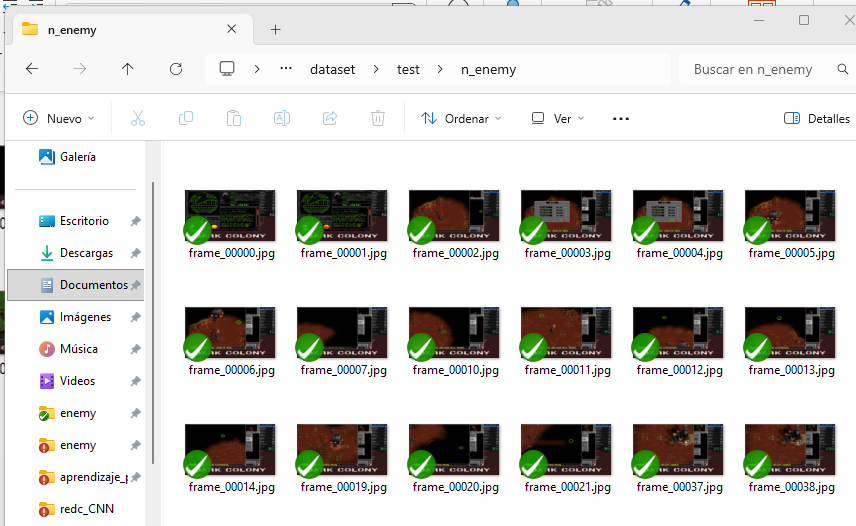 n_enemy
dataset
test
n_enemy
Buscar en n_enemy
Nuevo
Ordenar
Ver
Detalles
Galería
Escritorio
Descargas
Documentos
Imágenes
Música
Videos
enemy
enemy
aprendizaje_
redc_CNN
frame_00000.jpg
frame_00001.jpg
frame_00002.jpg
frame_00003.jpg
frame_00004.jpg
frame_00005.jpg
COLONY
frame_00006.jpg
frame_00007.jpg
frame_00010.jpg
frame_00011.jpg
frame_00012.jpg
frame_00013.jpg
frame_00014.jpg
frame_00019.jpg
frame_00020.jpg
frame_00021.jpg
frame_00037.jpg
frame_00038.jpg